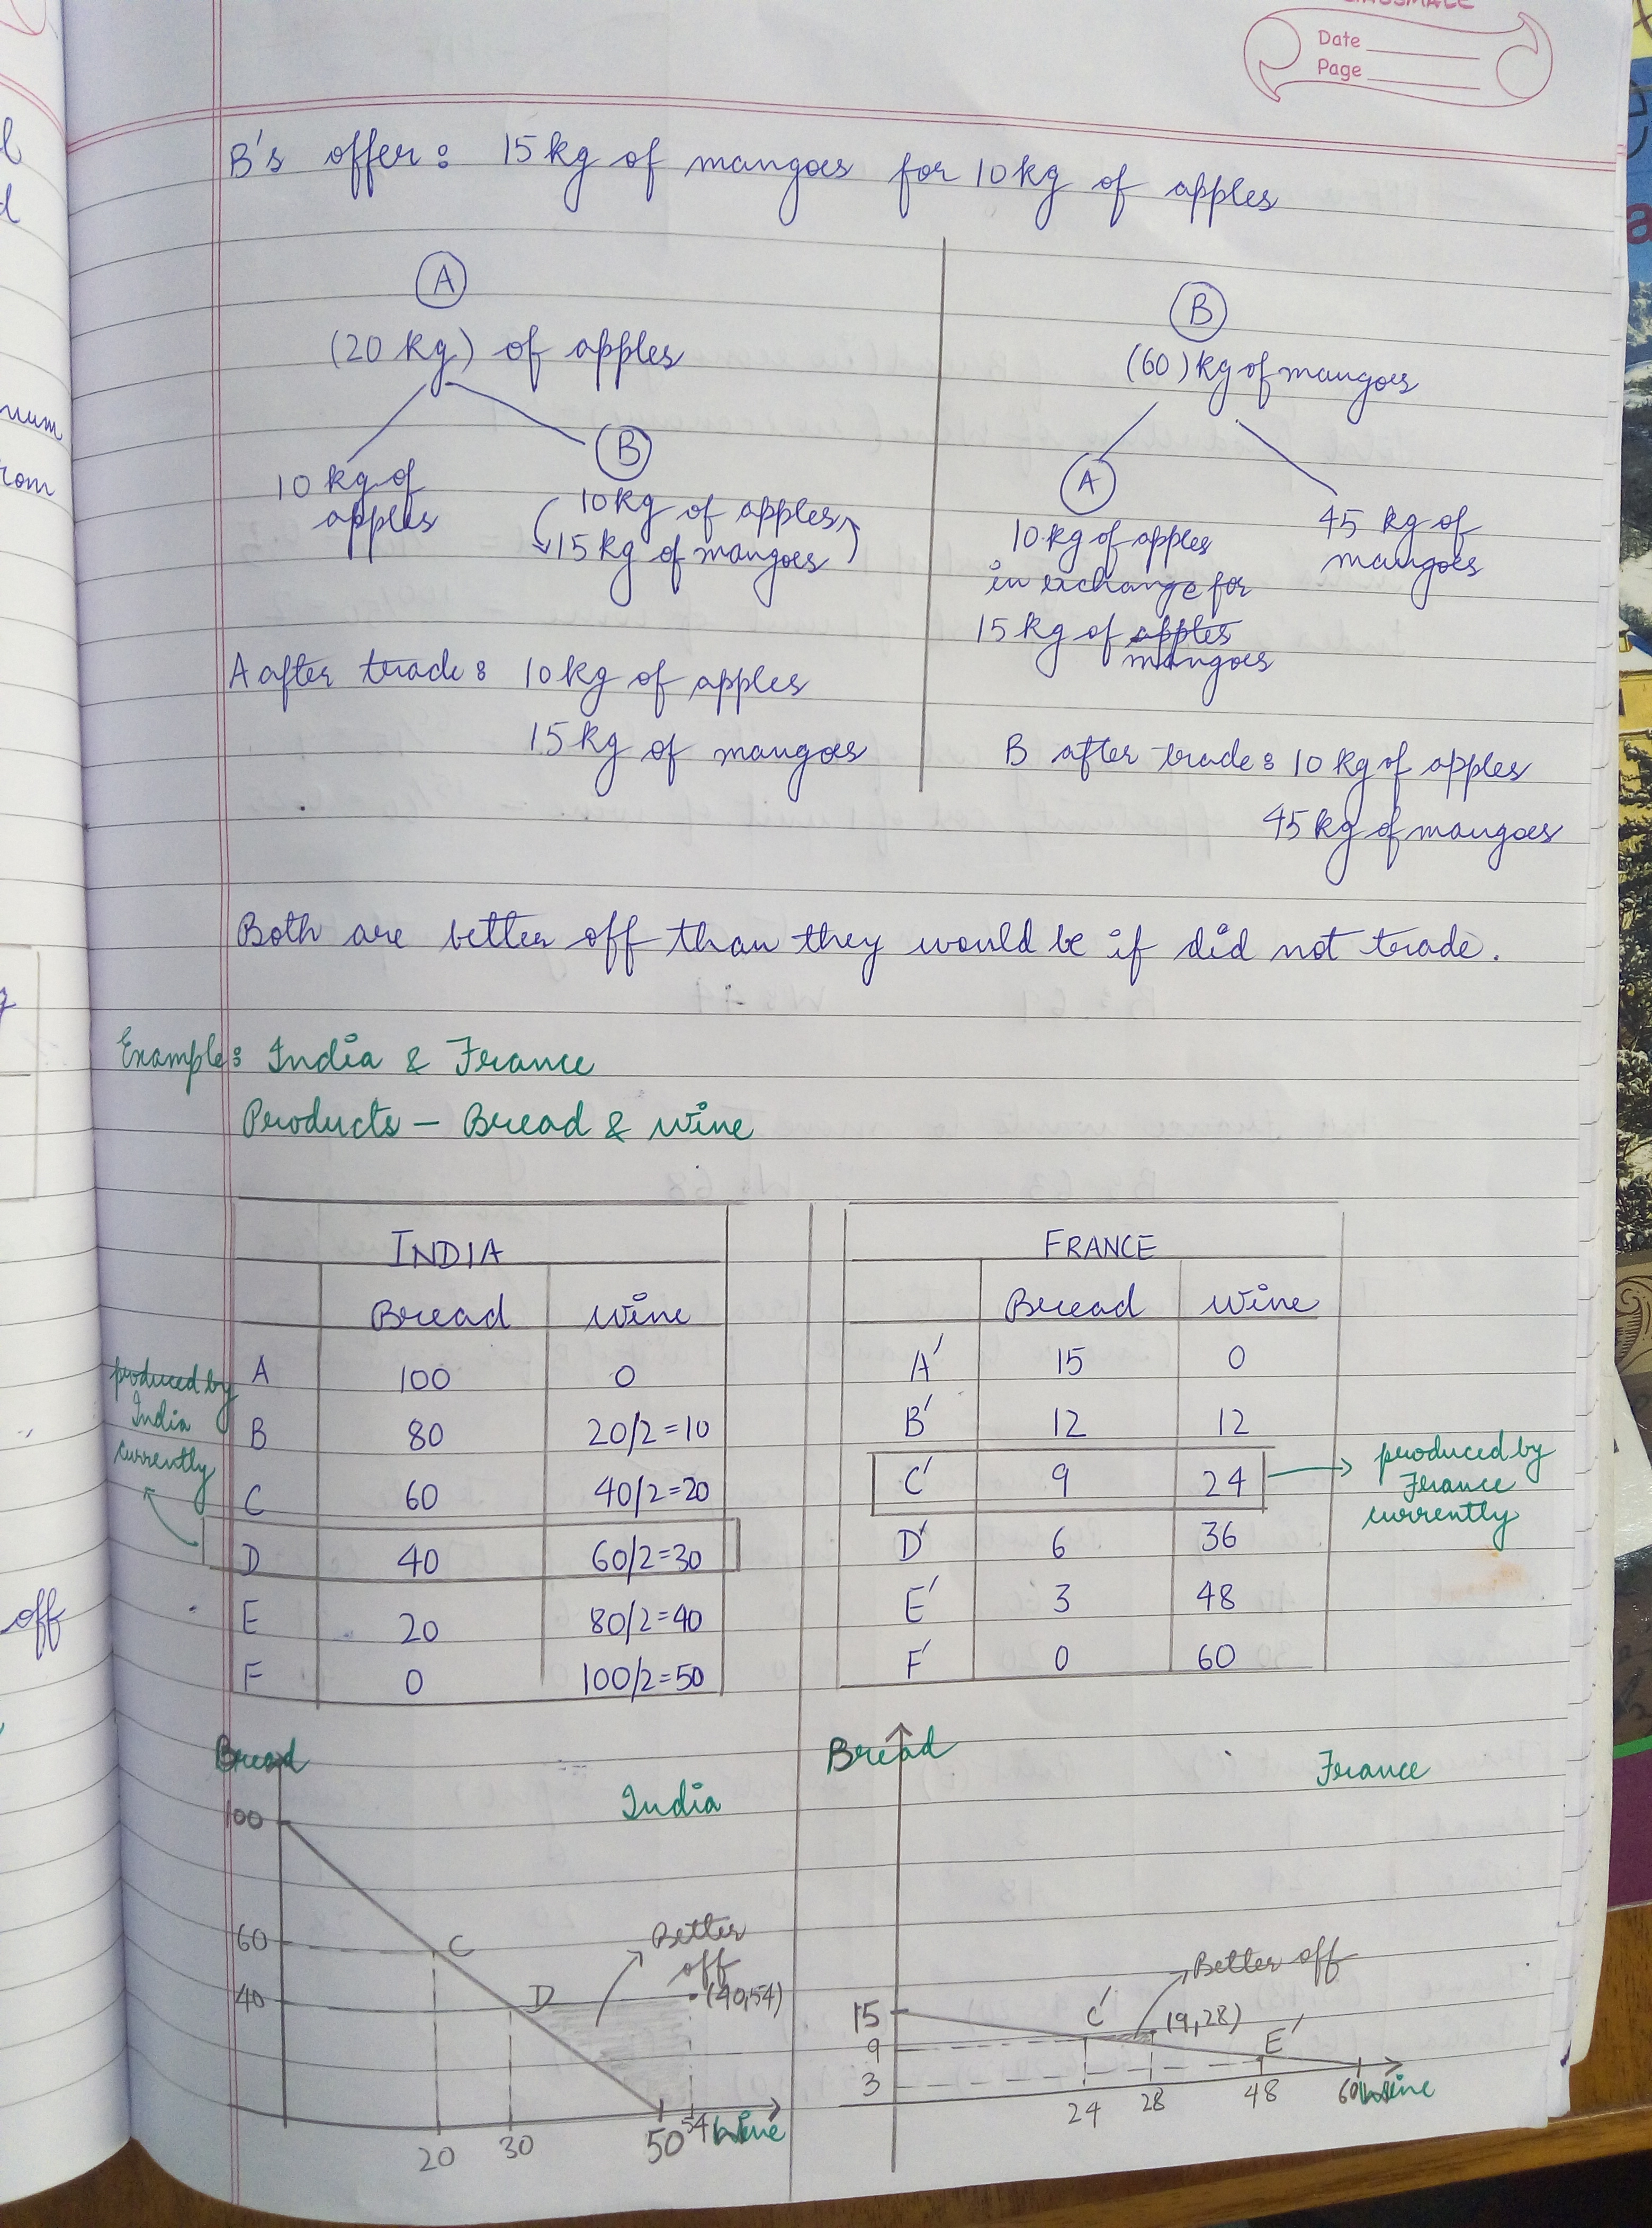 Date
Page
B's offer: 15 kg of mangoes for 10 kg of apples
A
(20 kg) of apples
10 kg of
apples
B
10 kg of apples
15 kg of mangoes
A after trade: 10 kg of apples
15 kg of mangoes
B
(60) kg of mangoes
A
10 kg of apples
in exchange for
15 kg of apples
mangoes
45 kg of
mangoes
B after trade: 10 kg of apples
45 kg of mangoes
Both are better off than they would be if did not trade.
Example: India & France
Products – Bread & Wine
INDIA
Bread Wine
A 100 0
B 80 20/2=10
C 60 40/2=20
D 40 60/2=30
E 20 80/2=40
F 0 100/2=50
produced by
India
currently
FRANCE
Bread Wine
A' 15 0
B' 12 12
C' 9 24
D' 6 36
E' 3 48
F' 0 60
produced by
France
currently
Bread
India
100
60 C
Better
off
40 D (40,54)
20 30 50 54 Wine
Bread
France
Better off
15 C' (9,28)
9 E'
3
24 28 48 60 Wine
num
rom
off